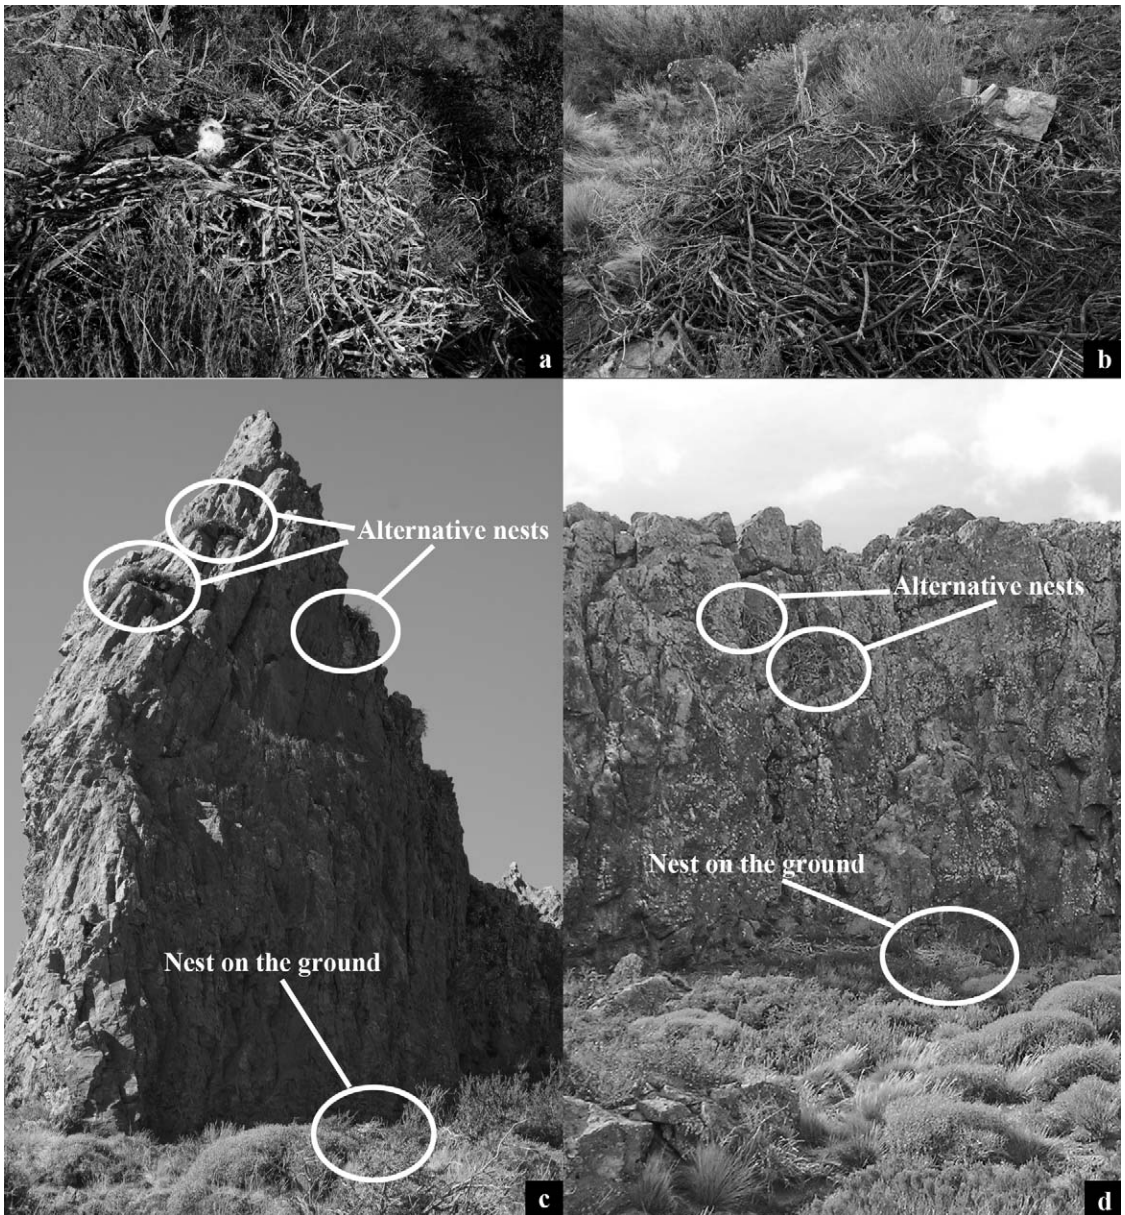 a
b
Alternative nests
Nest on the ground
c
Alternative nests
Nest on the ground
d